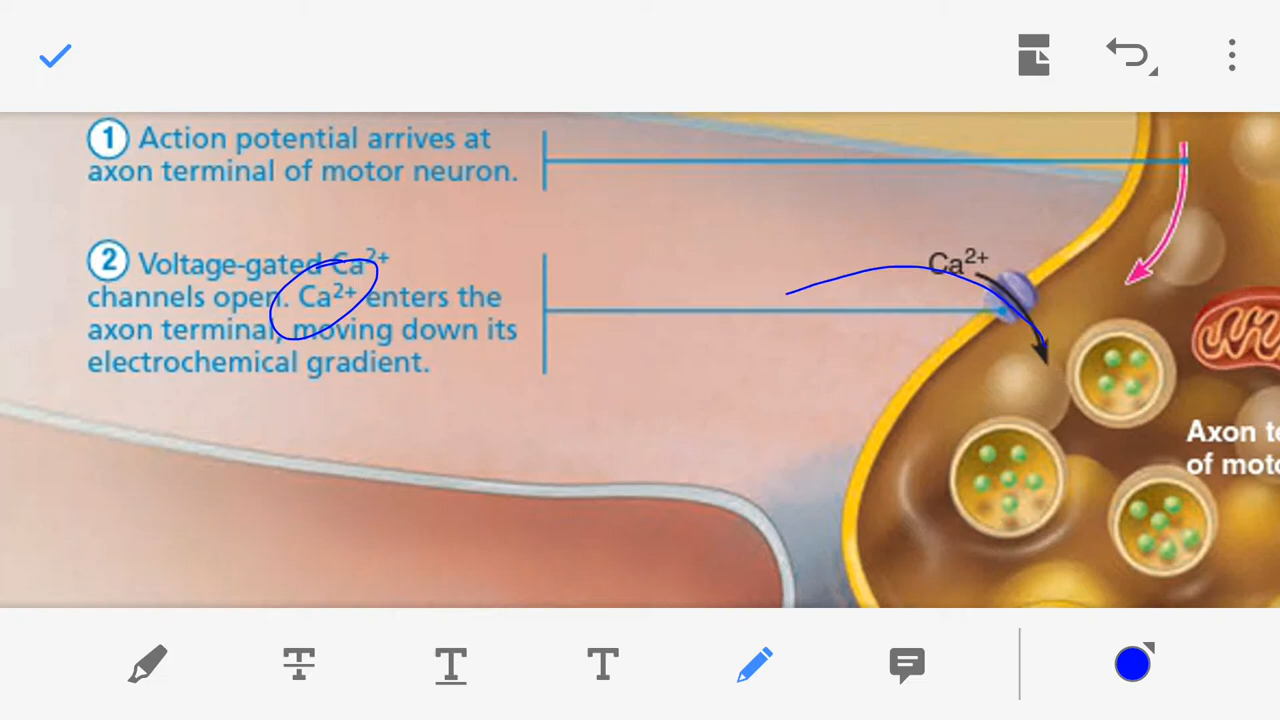 ① Action potential arrives at
axon terminal of motor neuron.
② Voltage-gated Ca²⁺
channels open. Ca²⁺ enters the
axon terminal, moving down its
electrochemical gradient.
Ca²⁺
Axon te
of moto